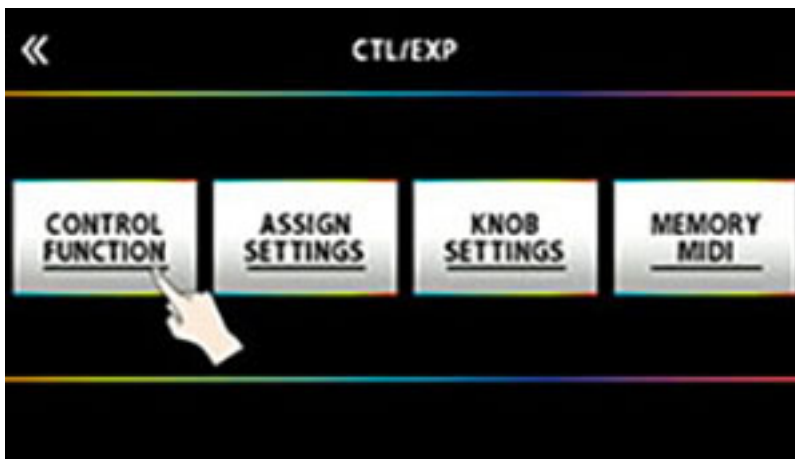 CTL/EXP
CONTROL
FUNCTION
ASSIGN
SETTINGS
KNOB
SETTINGS
MEMORY
MIDI